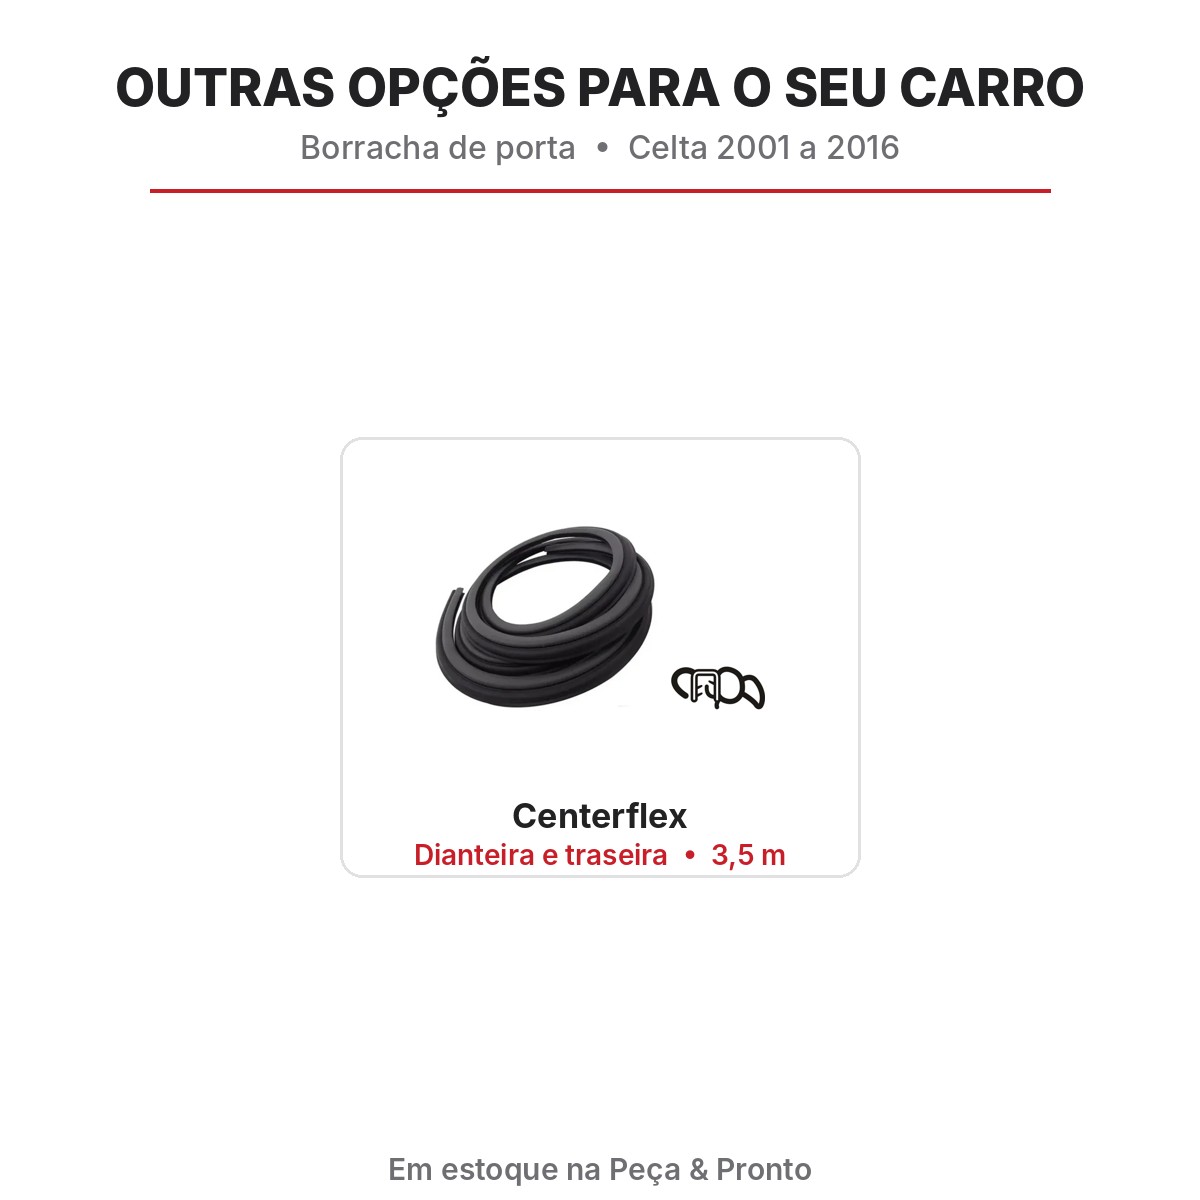 OUTRAS OPÇÕES PARA O SEU CARRO
Borracha de porta • Celta 2001 a 2016
Centerflex
Dianteira e traseira • 3,5 m
Em estoque na Peça & Pronto